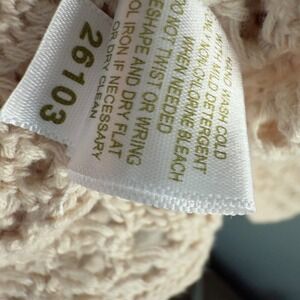 HAND WASH COLD
WITH MILD DETERGENT
NON-CHLORINE BLEACH
WHEN NEEDED
DO NOT TWIST OR WRING
RESHAPE AND DRY FLAT
COOL IRON IF NECESSARY
OR DRY CLEAN
26103